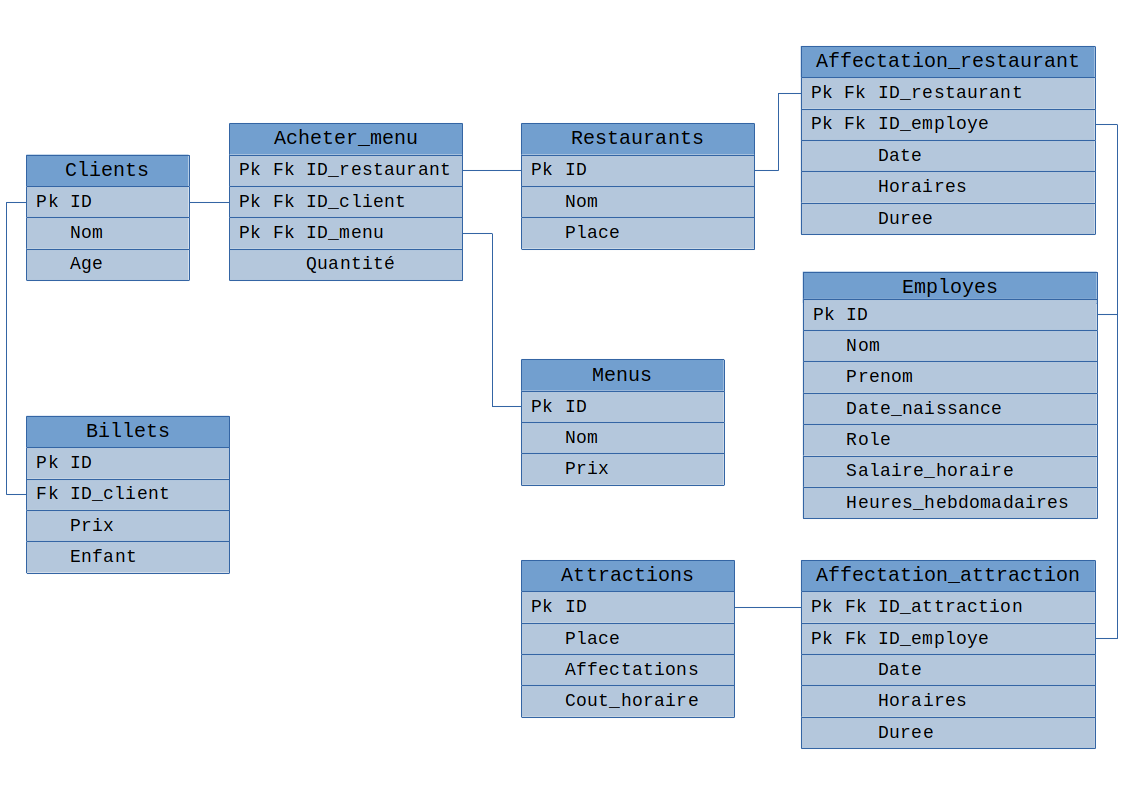 Clients
Pk ID
Nom
Age
Acheter_menu
Pk Fk ID_restaurant
Pk Fk ID_client
Pk Fk ID_menu
Quantité
Restaurants
Pk ID
Nom
Place
Affectation_restaurant
Pk Fk ID_restaurant
Pk Fk ID_employe
Date
Horaires
Duree
Employes
Pk ID
Nom
Prenom
Date_naissance
Role
Salaire_horaire
Heures_hebdomadaires
Menus
Pk ID
Nom
Prix
Billets
Pk ID
Fk ID_client
Prix
Enfant
Attractions
Pk ID
Place
Affectations
Cout_horaire
Affectation_attraction
Pk Fk ID_attraction
Pk Fk ID_employe
Date
Horaires
Duree